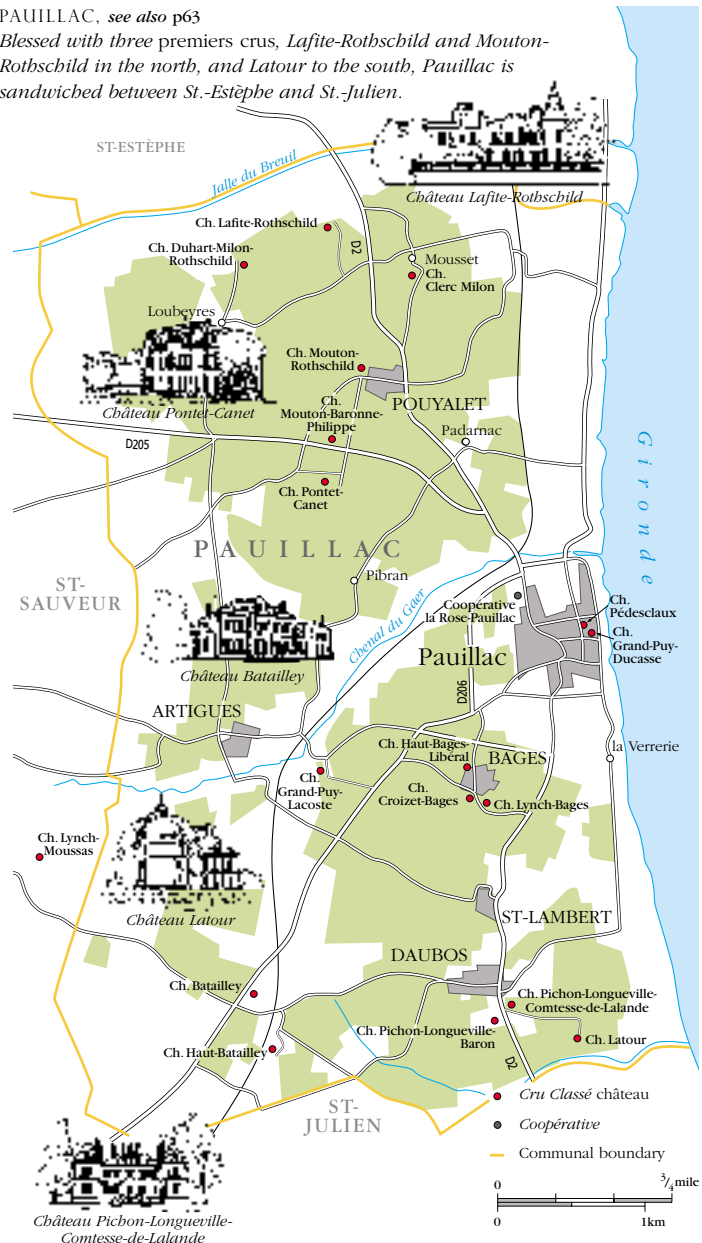 PAUILLAC, see also p63
Blessed with three premiers crus, Lafite-Rothschild and Mouton-
Rothschild in the north, and Latour to the south, Pauillac is
sandwiched between St.-Estèphe and St.-Julien.
ST-ESTÈPHE
Jalle du Breuil
Château Lafite-Rothschild
Ch. Lafite-Rothschild
D2
Ch. Duhart-Milon-
Rothschild
Mousset
Ch.
Clerc Milon
Loubeyres
Ch. Mouton-
Rothschild
Château Pontet-Canet
Ch.
Mouton-Baronne-
Philippe
POUYALET
D205
Padarnac
Gironde
Ch. Pontet-
Canet
PAUILLAC
ST-
SAUVEUR
Pibran
Chenal du Gaer
Coopérative
la Rose-Pauillac
Ch.
Pédesclaux
Ch.
Grand-Puy-
Ducasse
Pauillac
Château Batailley
D206
ARTIGUES
Ch. Haut-Bages-
Libéral
BAGES
la Verrerie
Ch.
Grand-Puy-
Lacoste
Ch.
Croizet-Bages
Ch. Lynch-Bages
Ch. Lynch-
Moussas
Château Latour
ST-LAMBERT
DAUBOS
Ch. Batailley
Ch. Pichon-Longueville-
Comtesse-de-Lalande
Ch. Pichon-Longueville-
Baron
Ch. Latour
Ch. Haut-Batailley
D2
ST-
JULIEN
Cru Classé château
Coopérative
Communal boundary
0 3/4 mile
0 1km
Château Pichon-Longueville-
Comtesse-de-Lalande